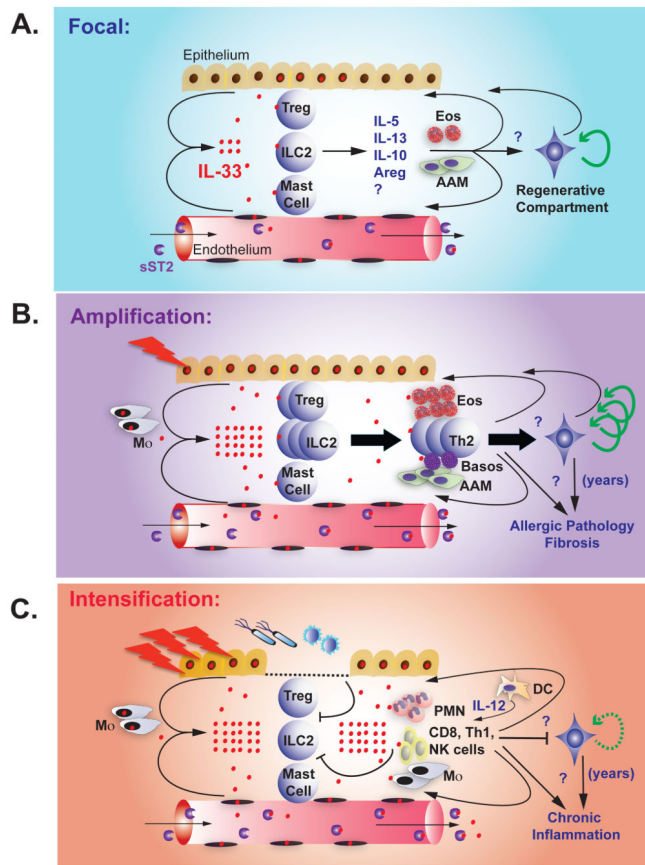 A.
Focal:
Epithelium
Treg
ILC2
Mast
Cell
IL-33
IL-5
IL-13
IL-10
Areg
?
Eos
AAM
?
Regenerative
Compartment
Endothelium
sST2
B.
Amplification:
Mo
Treg
ILC2
Mast
Cell
Eos
Th2
Basos
AAM
?
?
(years)
Allergic Pathology
Fibrosis
C.
Intensification:
Mo
Treg
ILC2
Mast
Cell
PMN
IL-12
DC
CD8, Th1,
NK cells
Mo
?
?
(years)
Chronic
Inflammation